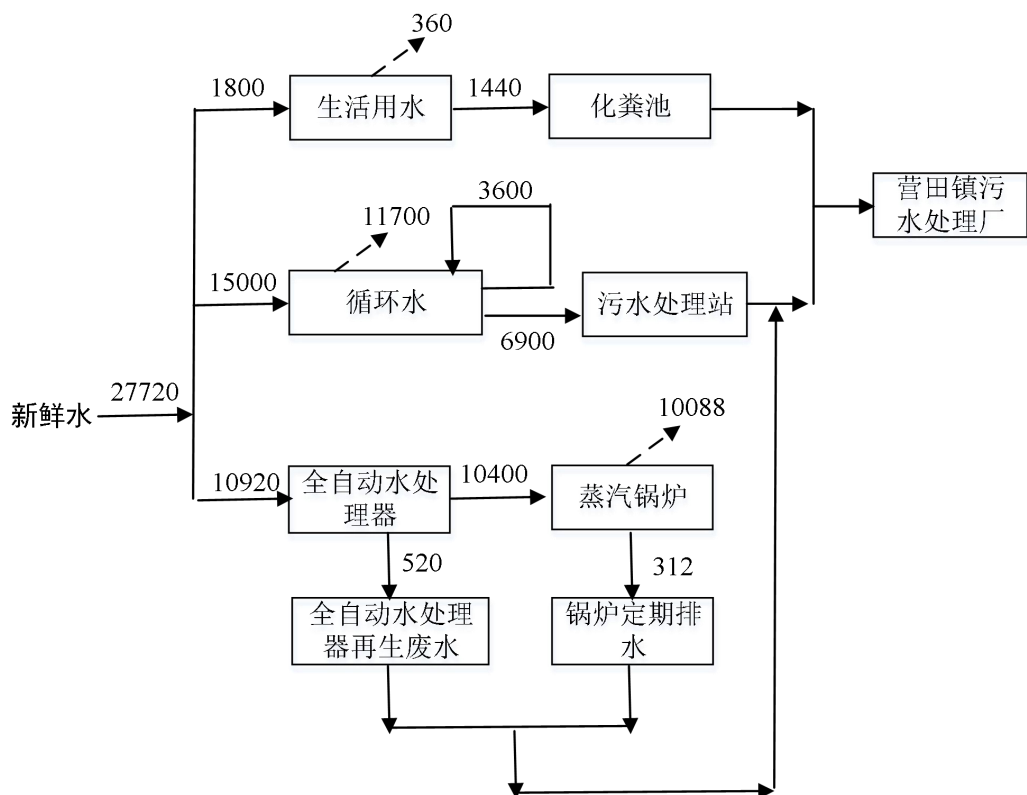 360
1800
生活用水
1440
化粪池
3600
营田镇污
水处理厂
11700
15000
循环水
污水处理站
6900
27720
新鲜水
10088
10920
全自动水处
理器
10400
蒸汽锅炉
520
312
全自动水处理
器再生废水
锅炉定期排
水